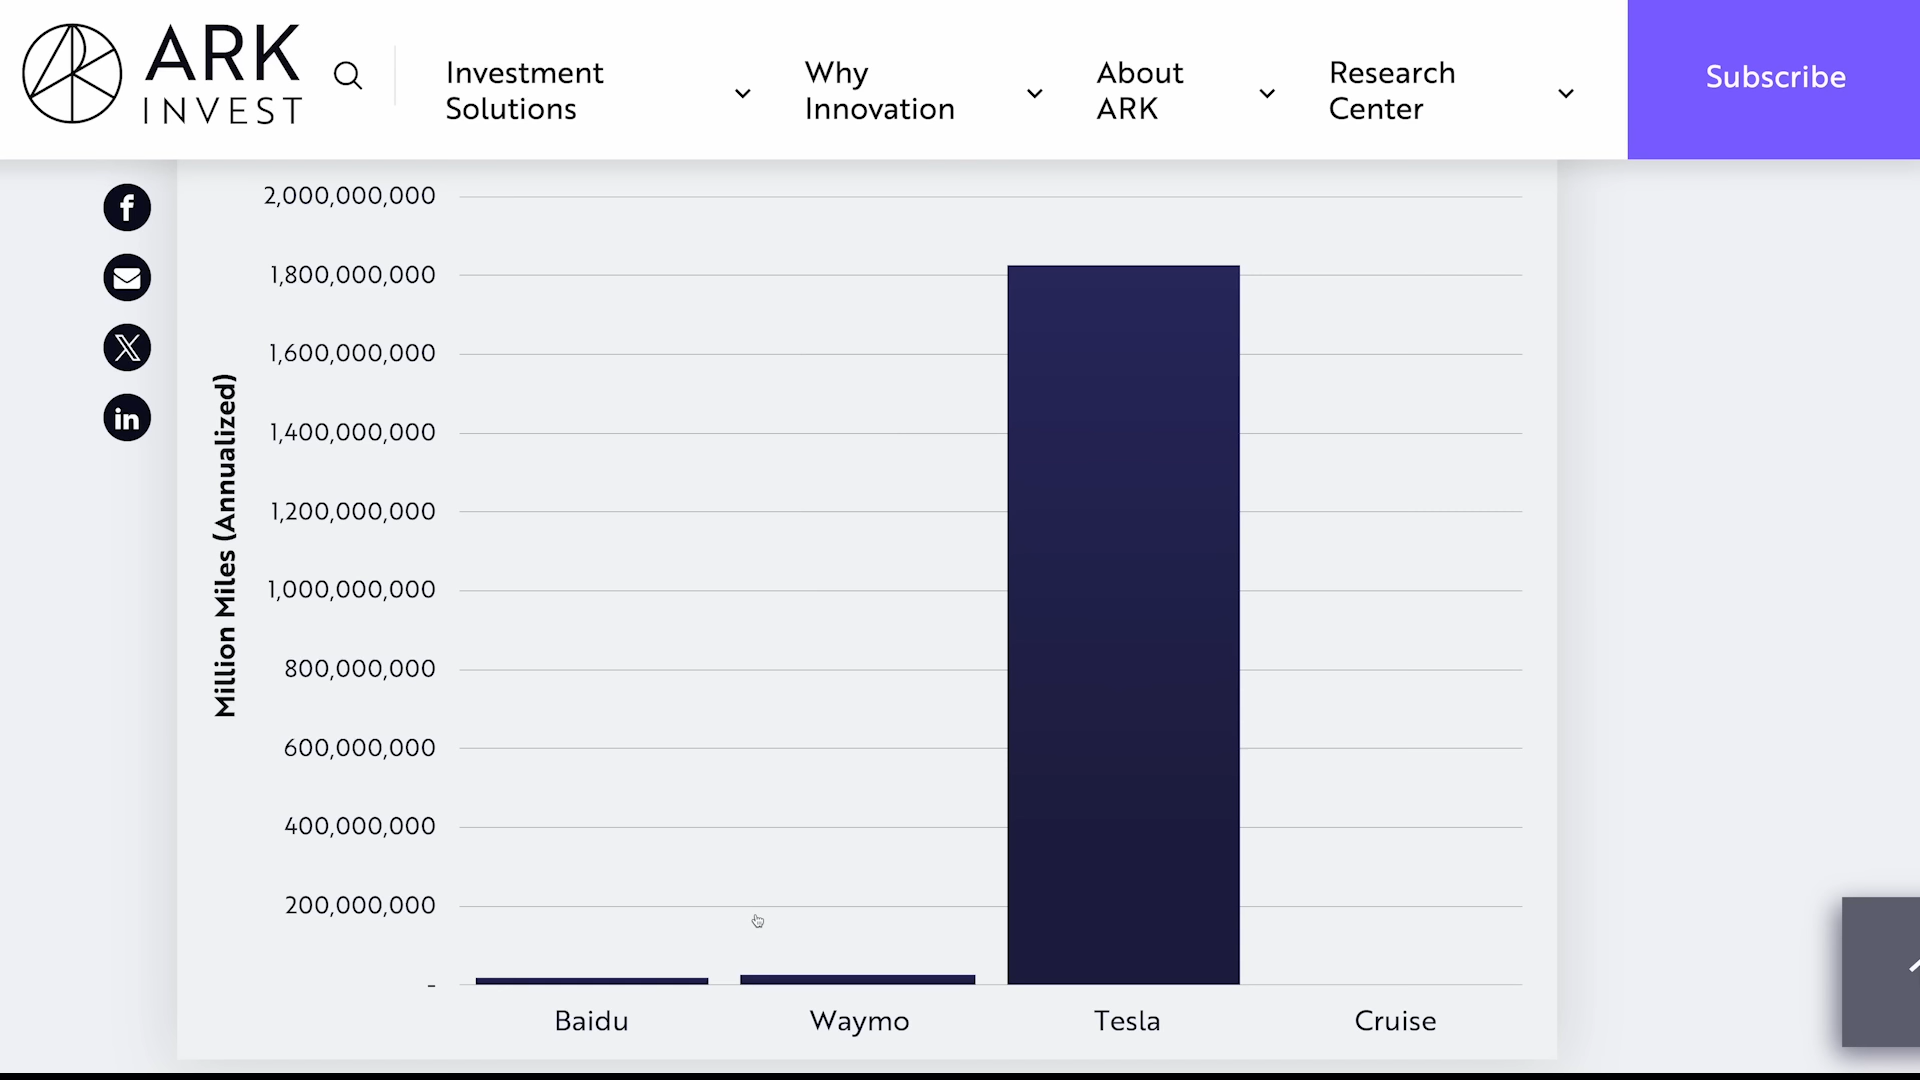 ARK
INVEST
Investment
Solutions
Why
Innovation
About
ARK
Research
Center
Subscribe
f
X
in
Million Miles (Annualized)
2,000,000,000
1,800,000,000
1,600,000,000
1,400,000,000
1,200,000,000
1,000,000,000
800,000,000
600,000,000
400,000,000
200,000,000
-
Baidu
Waymo
Tesla
Cruise